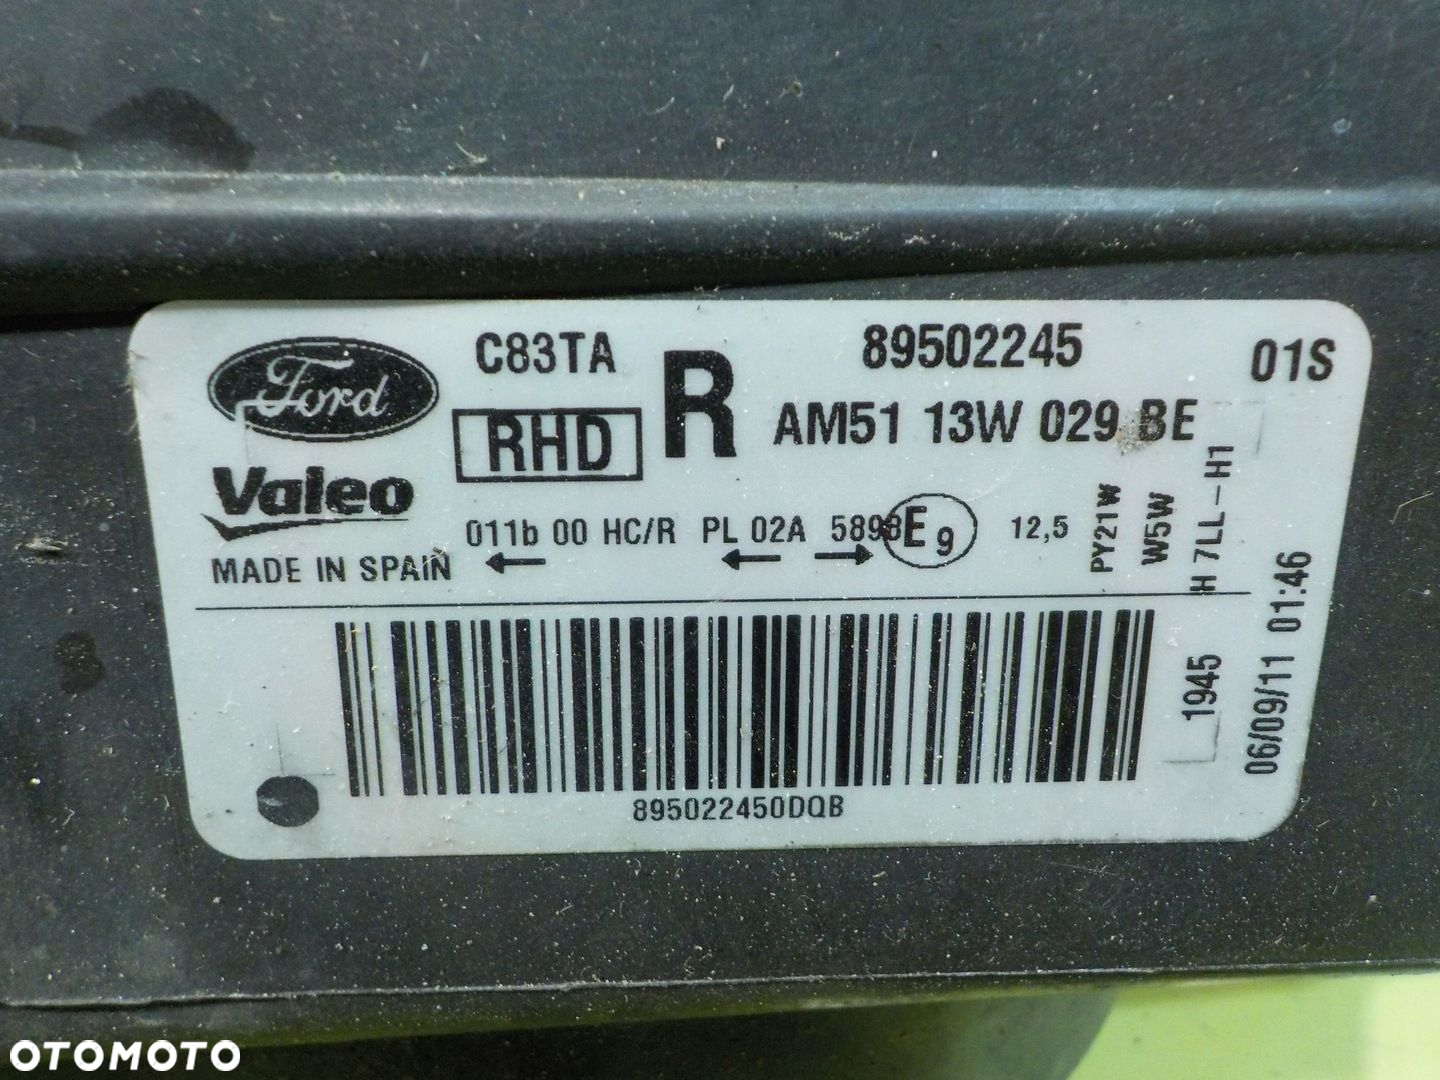 Ford
C83TA
R
89502245
01S
RHD
AM51 13W 029 BE
Valeo
MADE IN SPAIN
011b 00 HC/R PL 02A 5898 E9 12,5
PY21W
W5W
H 7LL-H1
1945
06/09/11 01:46
895022450DQB
OTOMOTO